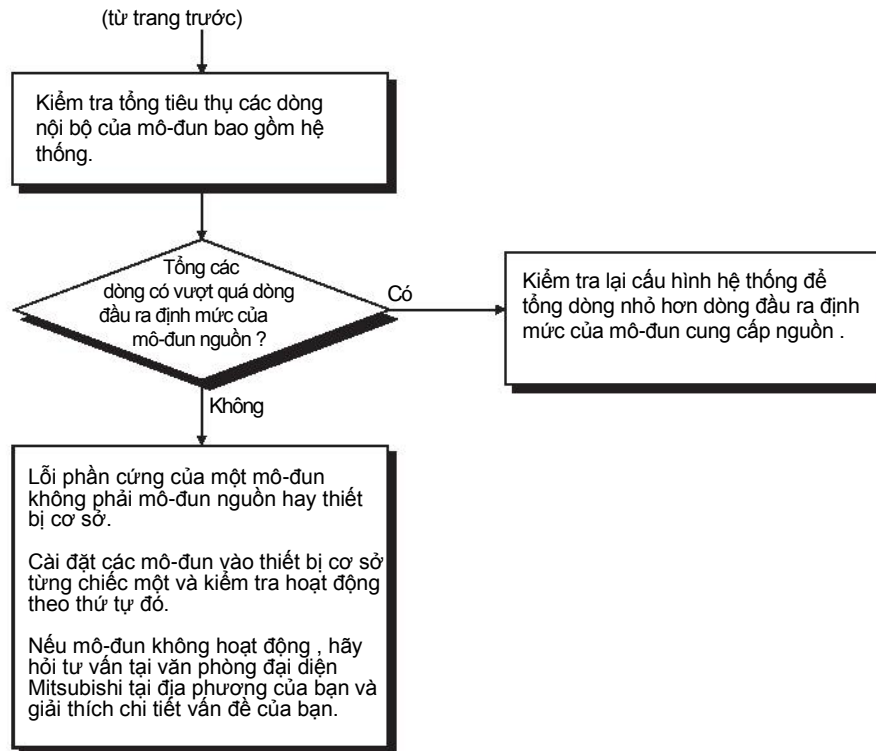 (từ trang trước)
Kiểm tra tổng tiêu thụ các dòng
nội bộ của mô-đun bao gồm hệ
thống.
Tổng các
dòng có vượt quá dòng
đầu ra định mức của
mô-đun nguồn ?
Có
Kiểm tra lại cấu hình hệ thống để
tổng dòng nhỏ hơn dòng đầu ra định
mức của mô-đun cung cấp nguồn .
Không
Lỗi phần cứng của một mô-đun
không phải mô-đun nguồn hay thiết
bị cơ sở.
Cài đặt các mô-đun vào thiết bị cơ sở
từng chiếc một và kiểm tra hoạt động
theo thứ tự đó.
Nếu mô-đun không hoạt động , hãy
hỏi tư vấn tại văn phòng đại diện
Mitsubishi tại địa phương của bạn và
giải thích chi tiết vấn đề của bạn.